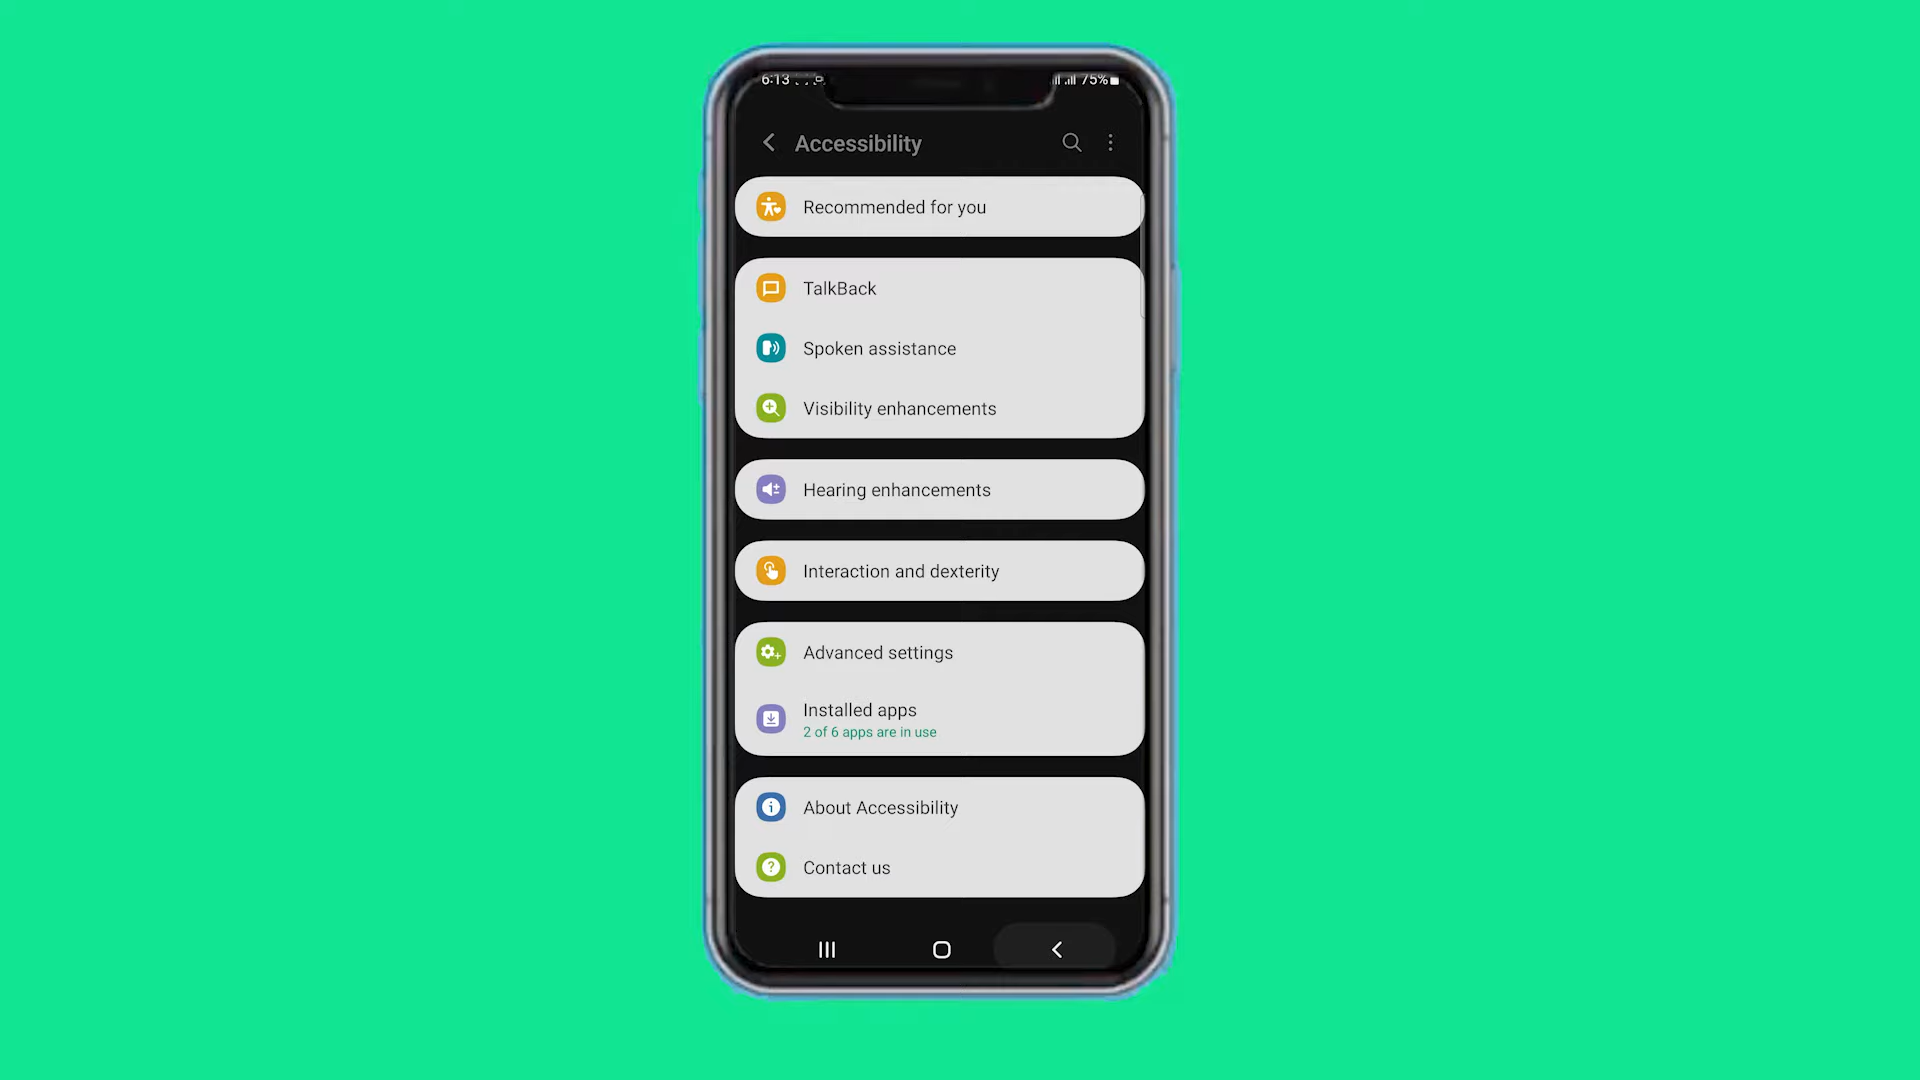 6:13
75%
Accessibility
Recommended for you
TalkBack
Spoken assistance
Visibility enhancements
Hearing enhancements
Interaction and dexterity
Advanced settings
Installed apps
2 of 6 apps are in use
About Accessibility
Contact us